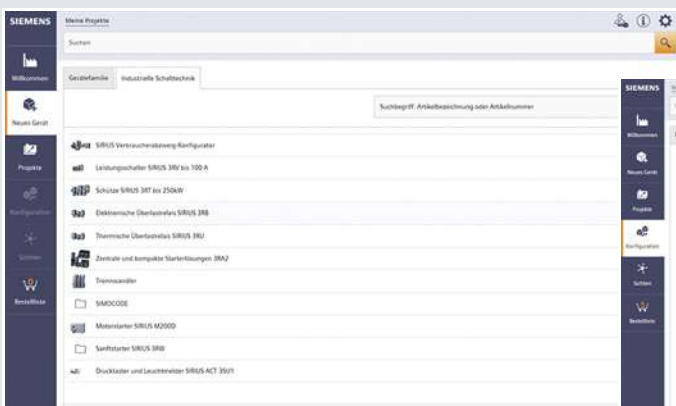 SIEMENS
Meine Projekte
Suchen
Willkommen
Neues Gerät
Projekte
Konfiguration
Sichten
Bestellliste
Gerätefamilie
Industrielle Schalttechnik
Suchbegriff: Artikelbezeichnung oder Artikelnummer
SIRIUS Verbraucherabzweig-Konfigurator
Leistungsschalter SIRIUS 3RV bis 100 A
Schütze SIRIUS 3RT bis 250kW
Elektronische Überlastrelais SIRIUS 3RB
Thermische Überlastrelais SIRIUS 3RU
Zentrale und kompakte Starterlösungen 3RA2
Trennwandler
SIMOCODE
Motorstarter SIRIUS M200D
Sanftstarter SIRIUS 3RW
Drucktaster und Leuchtmelder SIRIUS ACT 3SU1
SIEMENS
Willkommen
Neues Gerät
Projekte
Konfiguration
Sichten
Bestellliste